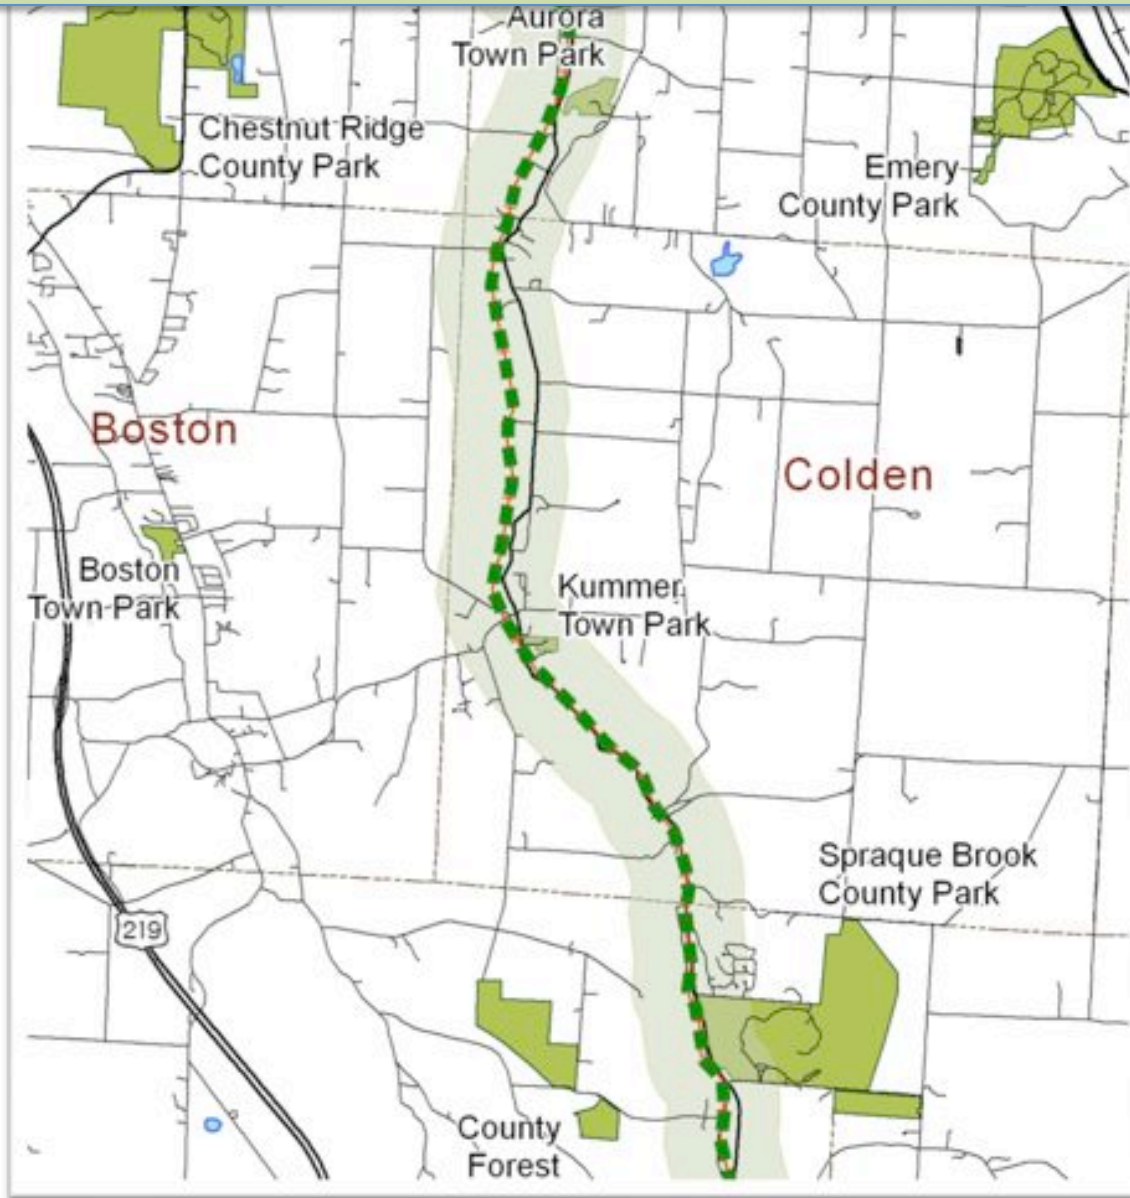 Aurora
Town Park
Chestnut Ridge
County Park
Emery
County Park
Boston
Colden
Boston
Town Park
Kummer
Town Park
Spraque Brook
County Park
219
County
Forest